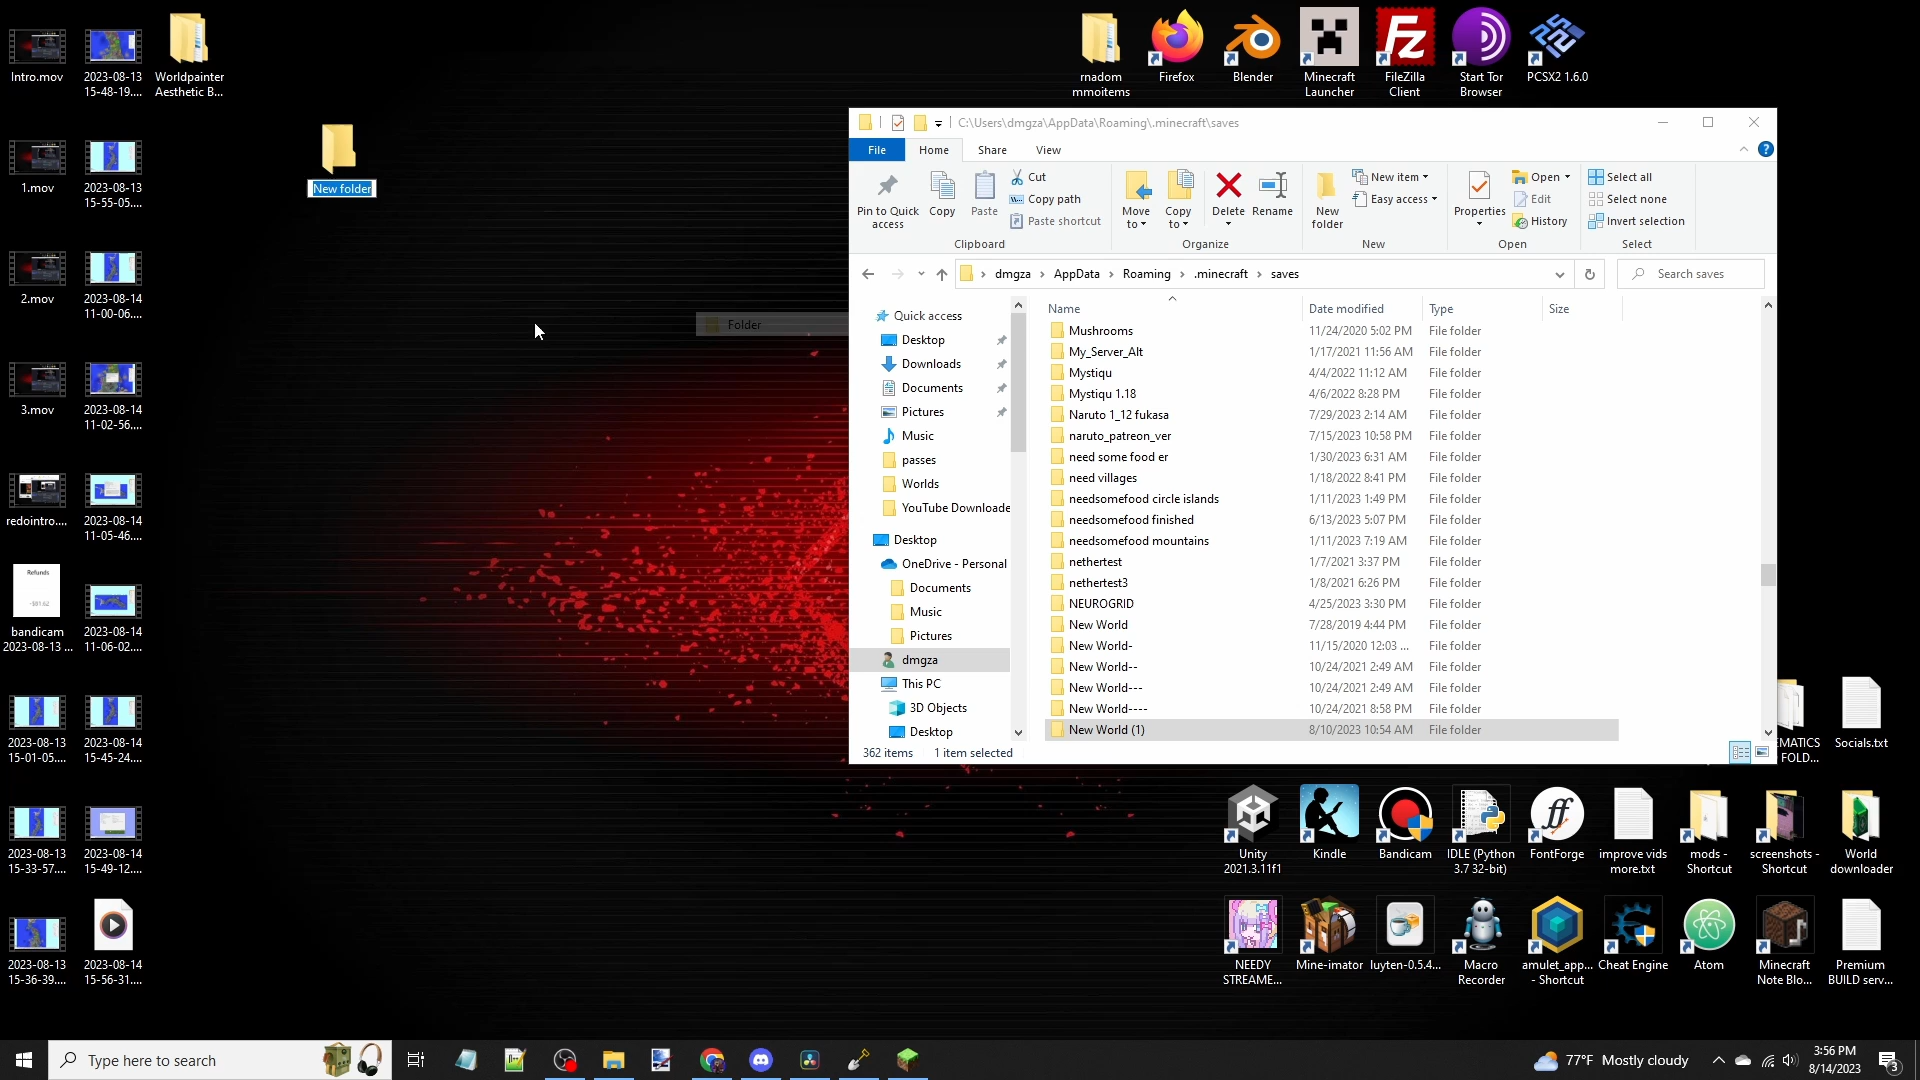 Intro.mov
2023-08-13
15-48-19....
Worldpainter
Aesthetic B...
rnadom
mmoitems
Firefox
Blender
Minecraft
Launcher
FileZilla
Client
Start Tor
Browser
PCSX2 1.6.0
1.mov
2023-08-13
15-55-05....
New folder
2.mov
2023-08-14
11-00-06....
3.mov
2023-08-14
11-02-56....
redointro....
2023-08-14
11-05-46....
Refunds
-$81.62
bandicam
2023-08-13 ...
2023-08-14
11-06-02....
2023-08-13
15-01-05....
2023-08-14
15-45-24....
2023-08-13
15-33-57....
2023-08-14
15-49-12....
2023-08-13
15-36-39....
2023-08-14
15-56-31....
Folder
C:\Users\dmgza\AppData\Roaming\.minecraft\saves
File
Home
Share
View
Pin to Quick
access
Copy
Paste
Cut
Copy path
Paste shortcut
Clipboard
Move
to
Copy
to
Delete
Rename
Organize
New
folder
New item
Easy access
New
Properties
Open
Edit
History
Open
Select all
Select none
Invert selection
Select
dmgza
AppData
Roaming
.minecraft
saves
Search saves
Quick access
Desktop
Downloads
Documents
Pictures
Music
passes
Worlds
YouTube Downloade
Desktop
OneDrive - Personal
Documents
Music
Pictures
dmgza
This PC
3D Objects
Desktop
Name Date modified Type Size
Mushrooms 11/24/2020 5:02 PM File folder
My_Server_Alt 1/17/2021 11:56 AM File folder
Mystiqu 4/4/2022 11:12 AM File folder
Mystiqu 1.18 4/6/2022 8:28 PM File folder
Naruto 1_12 fukasa 7/29/2023 2:14 AM File folder
naruto_patreon_ver 7/15/2023 10:58 PM File folder
need some food er 1/30/2023 6:31 AM File folder
need villages 1/18/2022 8:41 PM File folder
needsomefood circle islands 1/11/2023 1:49 PM File folder
needsomefood finished 6/13/2023 5:07 PM File folder
needsomefood mountains 1/11/2023 7:19 AM File folder
nethertest 1/7/2021 3:37 PM File folder
nethertest3 1/8/2021 6:26 PM File folder
NEUROGRID 4/25/2023 3:30 PM File folder
New World 7/28/2019 4:44 PM File folder
New World- 11/15/2020 12:03 ... File folder
New World-- 10/24/2021 2:49 AM File folder
New World--- 10/24/2021 2:49 AM File folder
New World---- 10/24/2021 8:58 PM File folder
New World (1) 8/10/2023 10:54 AM File folder
362 items 1 item selected
EMATICS
FOLD...
Socials.txt
Unity
2021.3.11f1
Kindle
Bandicam
IDLE (Python
3.7 32-bit)
FontForge
improve vids
more.txt
mods -
Shortcut
screenshots -
Shortcut
World
downloader
NEEDY
STREAME...
Mine-imator
luyten-0.5.4...
Macro
Recorder
amulet_app...
- Shortcut
Cheat Engine
Atom
Minecraft
Note Blo...
Premium
BUILD serv...
Type here to search
77°F Mostly cloudy
3:56 PM
8/14/2023
3